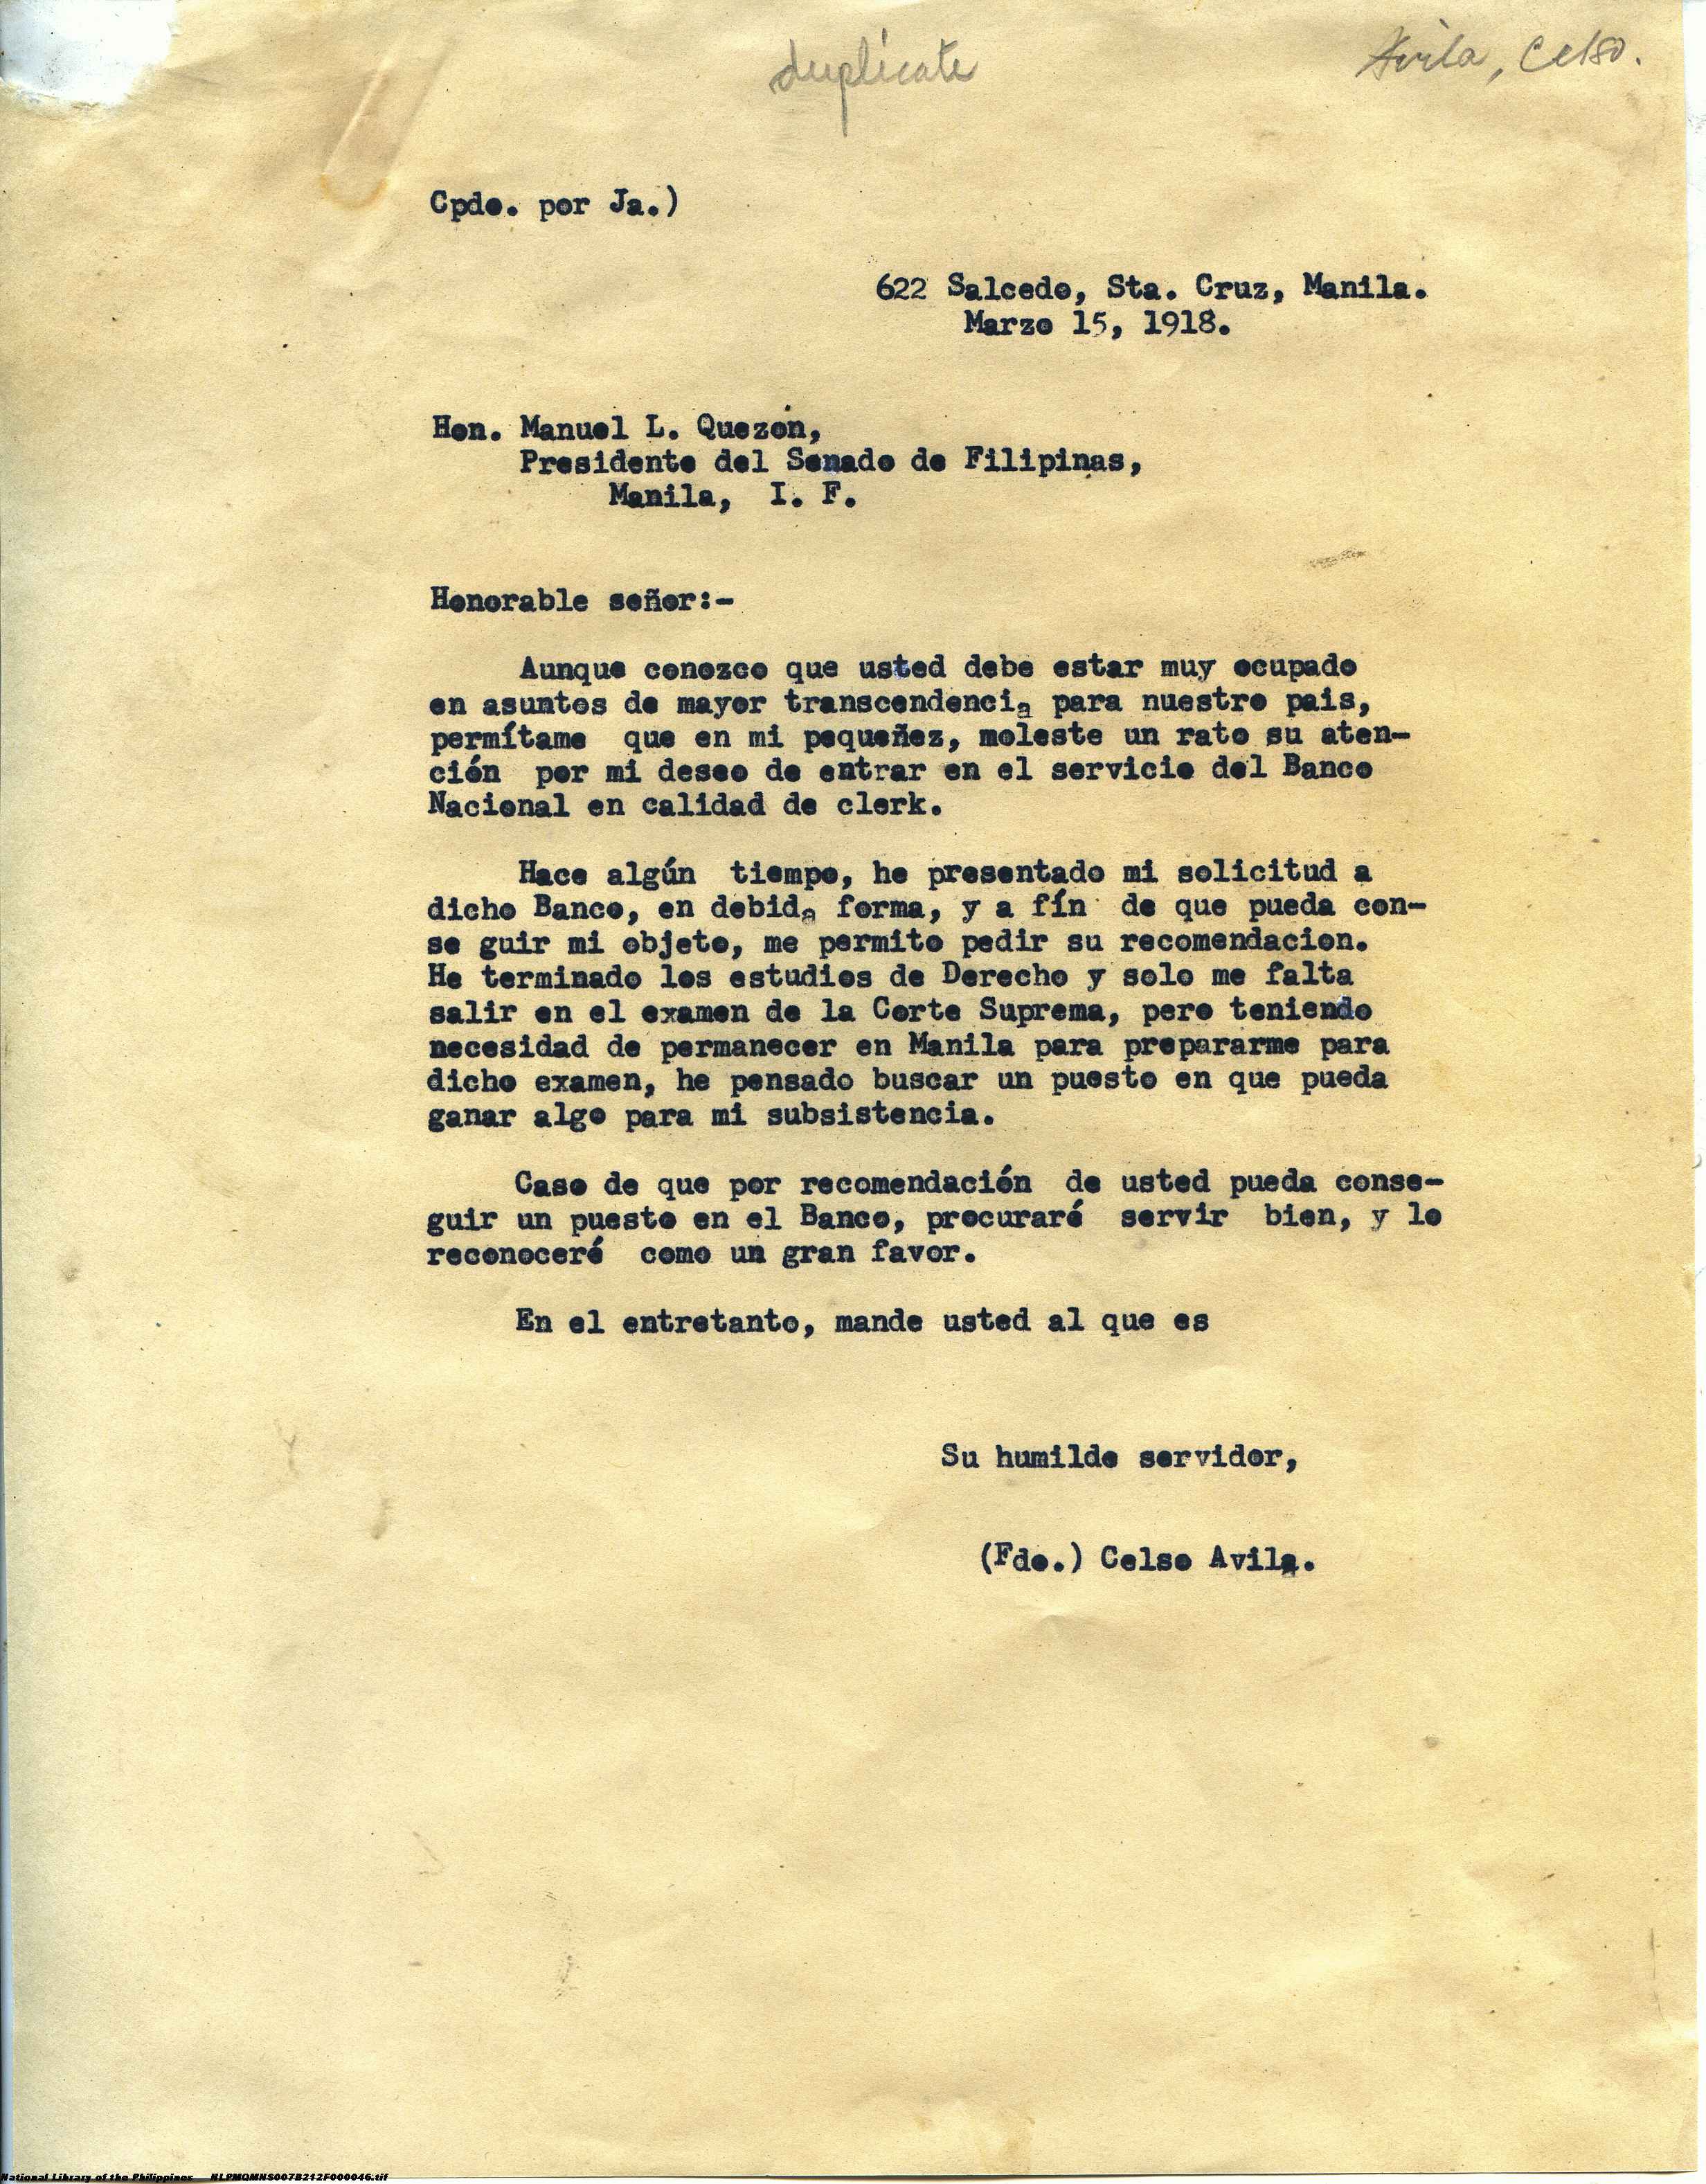 duplicate
Avila, Celso.
Cpdo. por Ja.)
622 Salcedo, Sta. Cruz, Manila.
Marzo 15, 1918.
Hon. Manuel L. Quezón,
Presidente del Senado de Filipinas,
Manila, I. F.
Honorable señor:-
Aunque conozco que usted debe estar muy ocupado
en asuntos de mayor transcendencia para nuestro pais,
permítame que en mi pequeñez, moleste un rato su aten-
ción por mi deseo de entrar en el servicio del Banco
Nacional en calidad de clerk.
Hace algún tiempo, he presentado mi solicitud a
dicho Banco, en debida forma, y a fín de que pueda con-
se guir mi objeto, me permito pedir su recomendacion.
He terminado los estudios de Derecho y solo me falta
salir en el examen de la Corte Suprema, pero teniendo
necesidad de permanecer en Manila para prepararme para
dicho examen, he pensado buscar un puesto en que pueda
ganar algo para mi subsistencia.
Caso de que por recomendación de usted pueda conse-
guir un puesto en el Banco, procuraré servir bien, y lo
reconoceré como un gran favor.
En el entretanto, mande usted al que es
Su humilde servidor,
(Fdo.) Celso Avila.
National Library of the Philippines NLPMQMNS007B212F000046.tif